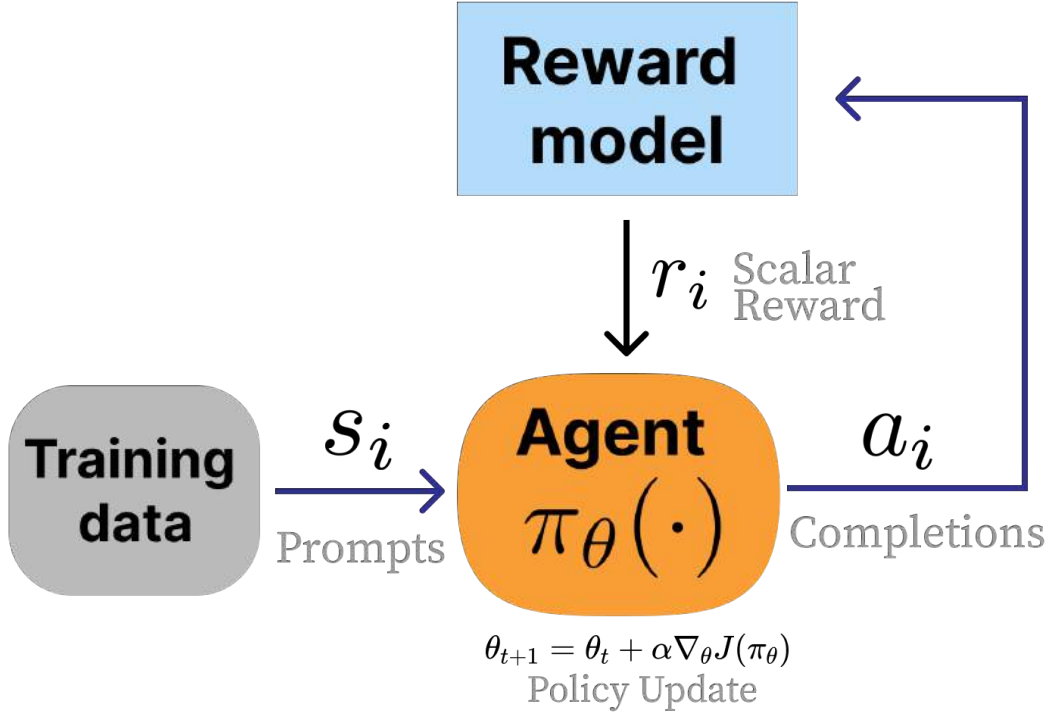 Reward
model
r_i Scalar
Reward
Training
data
s_i
Prompts
Agent
π_θ(·)
a_i
Completions
θ_{t+1} = θ_t + α∇_θJ(π_θ)
Policy Update